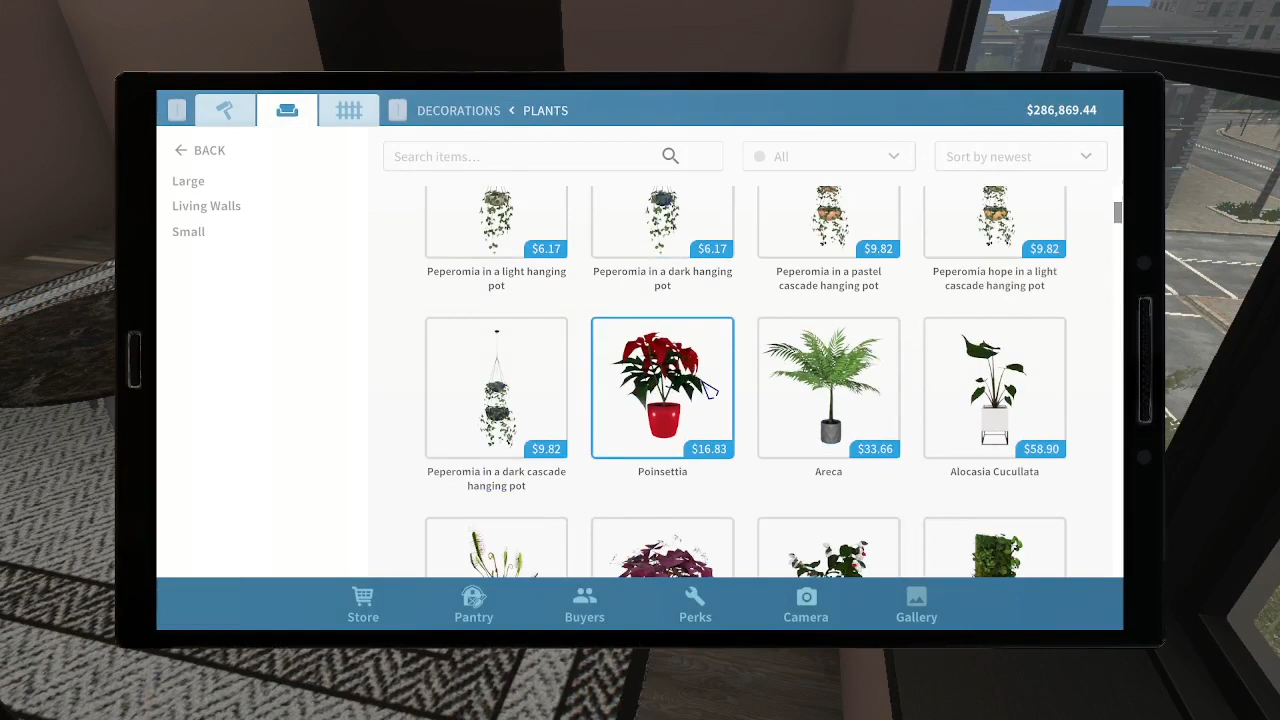 DECORATIONS < PLANTS
$286,869.44
BACK
Large
Living Walls
Small
Search items...
All
Sort by newest
$6.17
$6.17
$9.82
$9.82
Peperomia in a light hanging
pot
Peperomia in a dark hanging
pot
Peperomia in a pastel
cascade hanging pot
Peperomia hope in a light
cascade hanging pot
$9.82
$16.83
$33.66
$58.90
Peperomia in a dark cascade
hanging pot
Poinsettia
Areca
Alocasia Cucullata
Store
Pantry
Buyers
Perks
Camera
Gallery